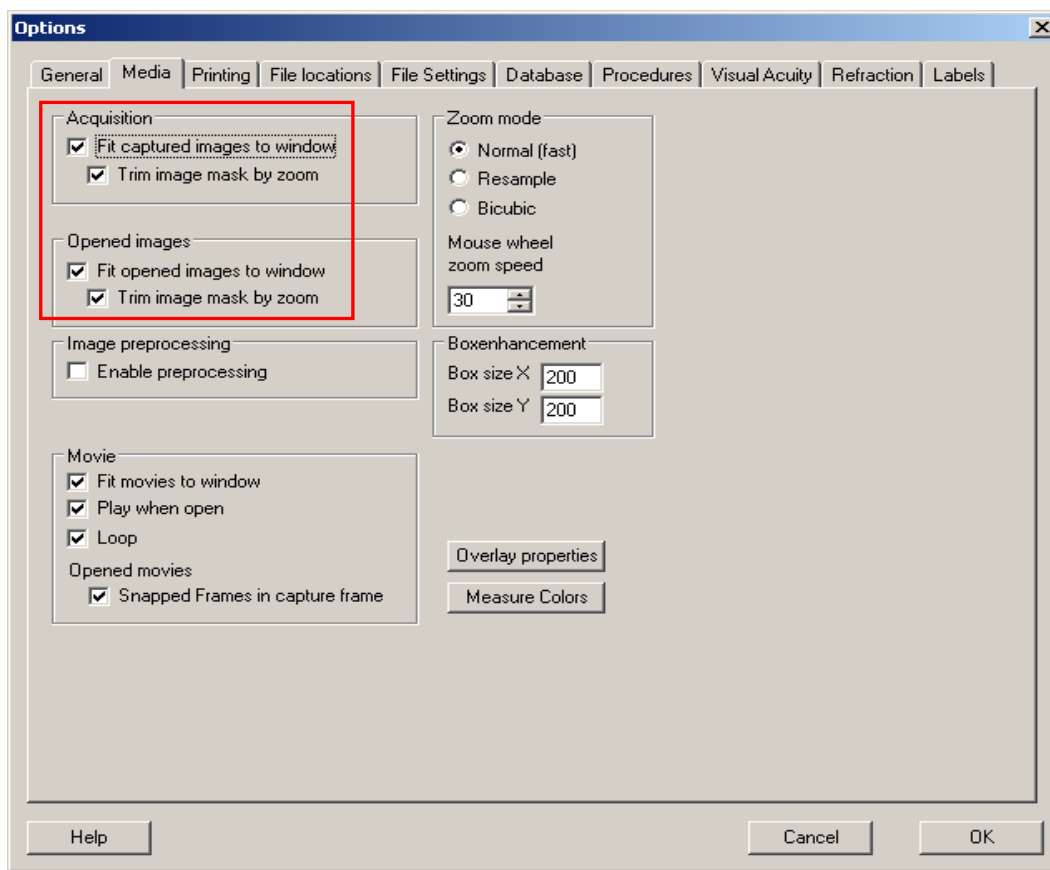 Options
General Media Printing File locations File Settings Database Procedures Visual Acuity Refraction Labels
Acquisition
Fit captured images to window
Trim image mask by zoom
Opened images
Fit opened images to window
Trim image mask by zoom
Image preprocessing
Enable preprocessing
Movie
Fit movies to window
Play when open
Loop
Opened movies
Snapped Frames in capture frame
Zoom mode
Normal (fast)
Resample
Bicubic
Mouse wheel
zoom speed
30
Boxenhancement
Box size X 200
Box size Y 200
Overlay properties
Measure Colors
Help Cancel OK